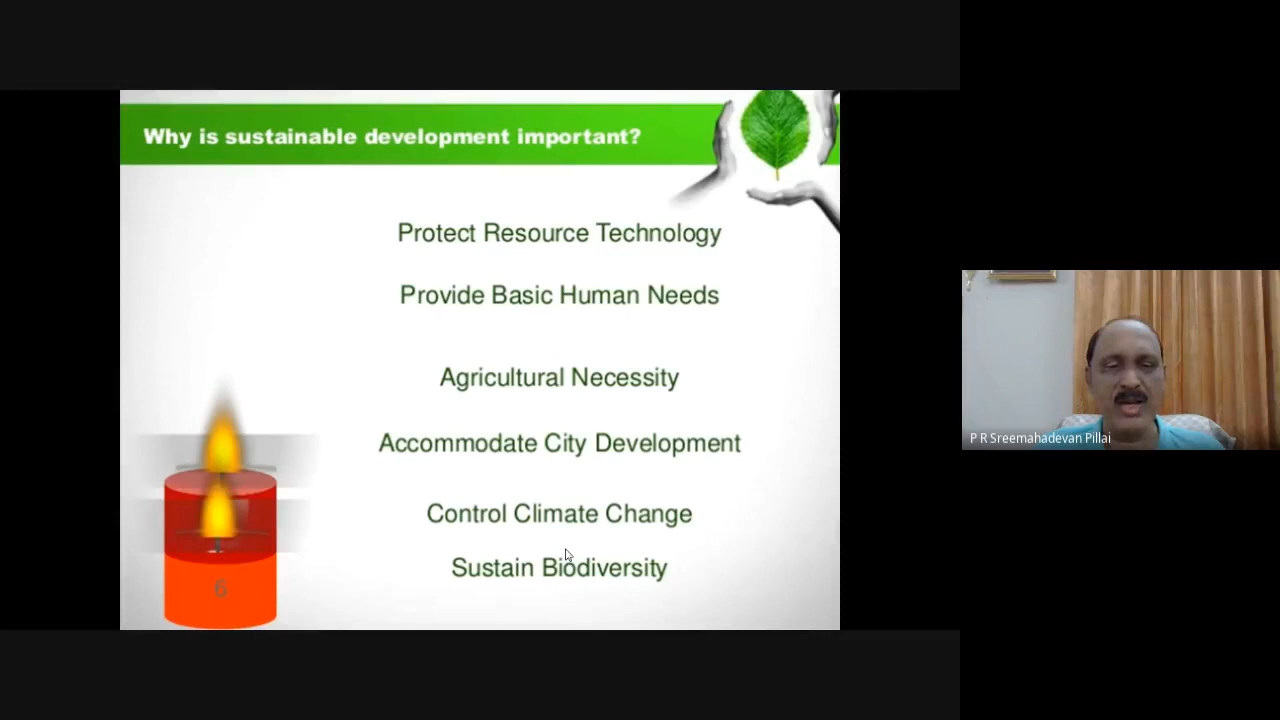 Why is sustainable development important?
Protect Resource Technology
Provide Basic Human Needs
Agricultural Necessity
Accommodate City Development
Control Climate Change
Sustain Biodiversity
6
P R Sreemahadevan Pillai